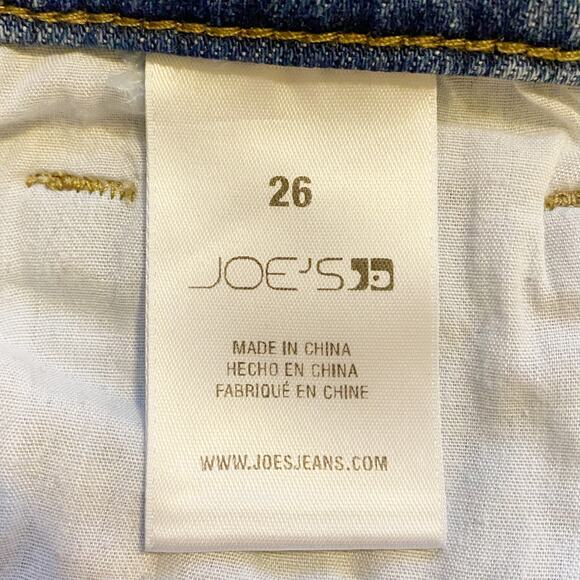 26
JOE'S
MADE IN CHINA
HECHO EN CHINA
FABRIQUÉ EN CHINE
WWW.JOESJEANS.COM